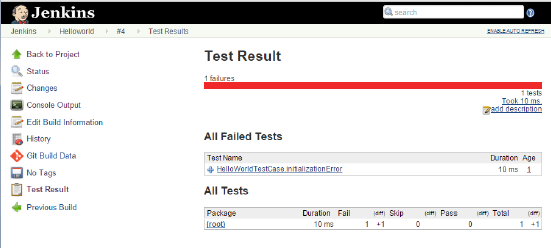 Jenkins
search
Jenkins Helloworld #4 Test Results
ENABLE AUTO REFRESH
Back to Project
Status
Changes
Console Output
Edit Build Information
History
Git Build Data
No Tags
Test Result
Previous Build
Test Result
1 failures
1 tests
Took 10 ms.
add description
All Failed Tests
Test Name Duration Age
HelloWorldTestCase.initializationError 10 ms 1
All Tests
Package Duration Fail (diff) Skip (diff) Pass (diff) Total (diff)
(root) 10 ms 1 +1 0 0 1 +1